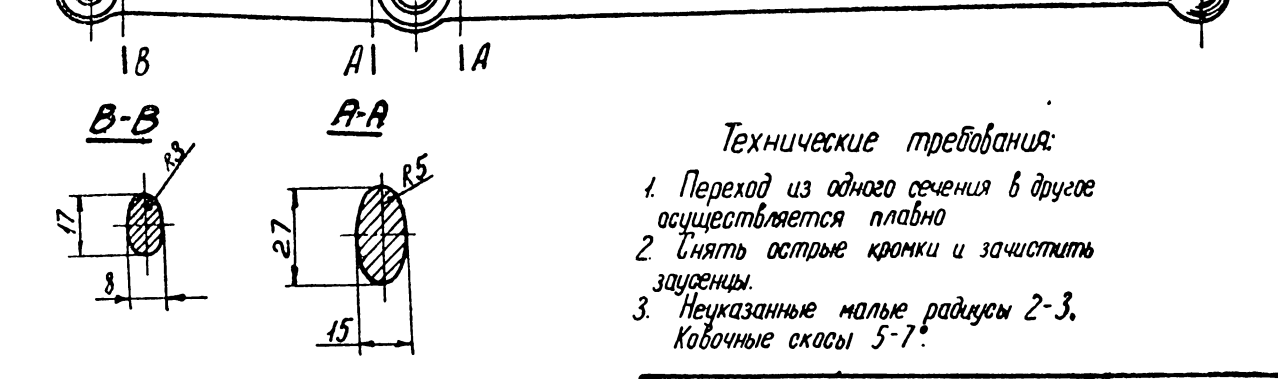 В А А
В-В А-А
R3 R5
17 27
8 15
Технические требования:
1. Переход из одного сечения в другое
осуществляется плавно
2. Снять острые кромки и зачистить
заусенцы.
3. Неуказанные малые радиусы 2-3.
Ковочные скосы 5-7°.